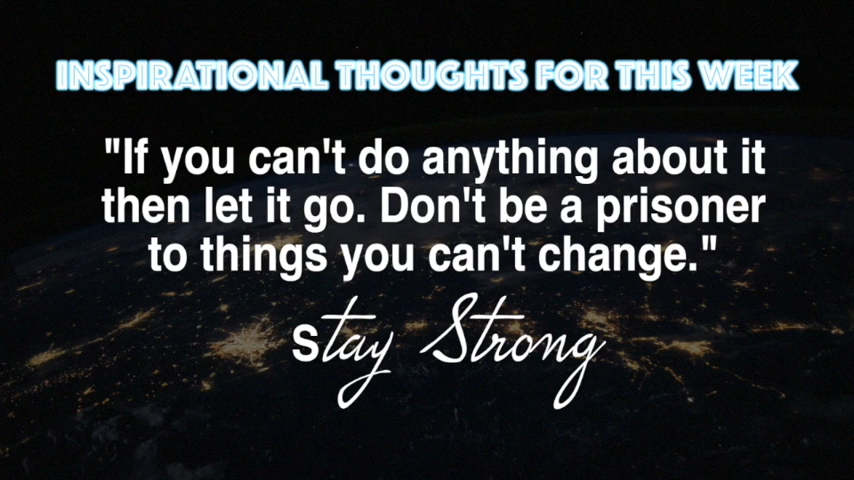 INSPIRATIONAL THOUGHTS FOR THIS WEEK
"If you can't do anything about it
then let it go. Don't be a prisoner
to things you can't change."
stay Strong